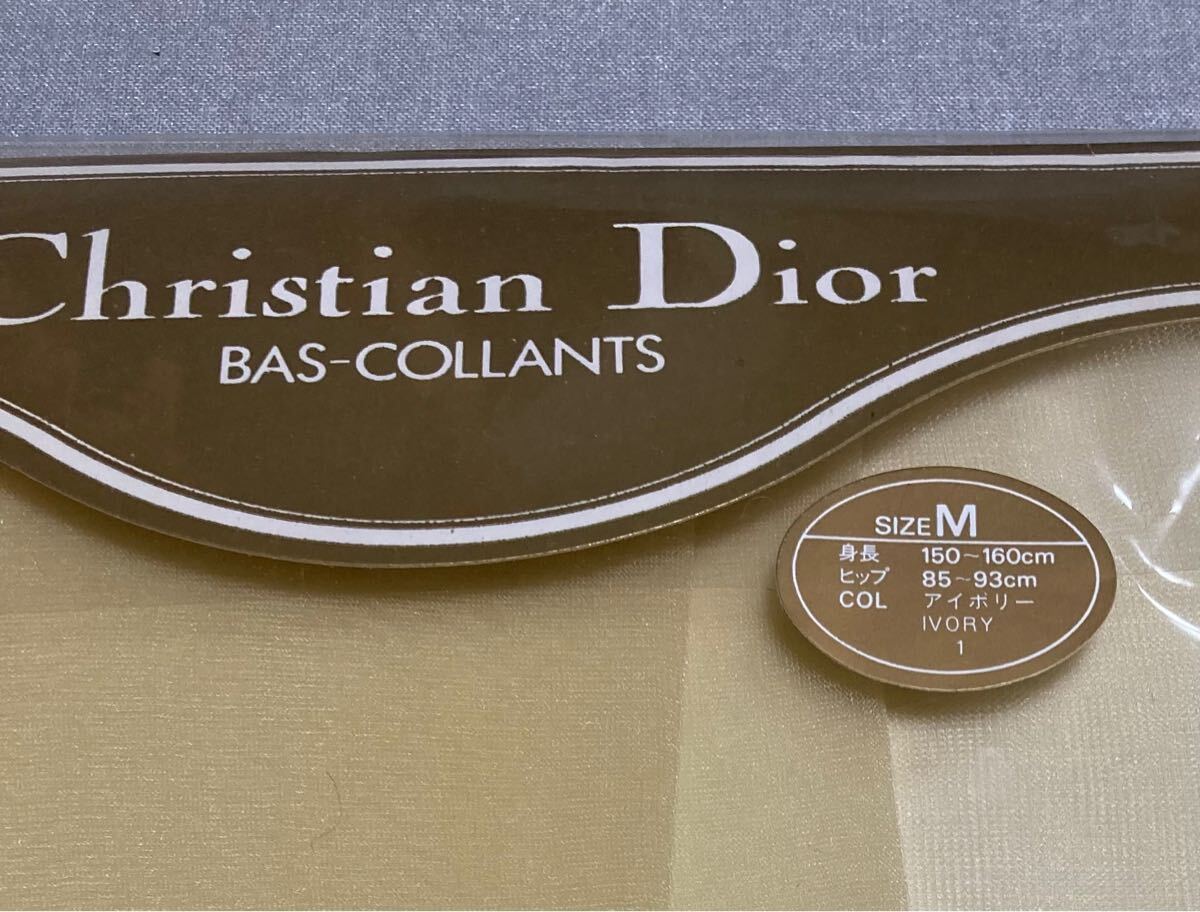 Christian Dior
BAS-COLLANTS
SIZE M
身長 150~160cm
ヒップ 85~93cm
COL アイボリー
IVORY
1